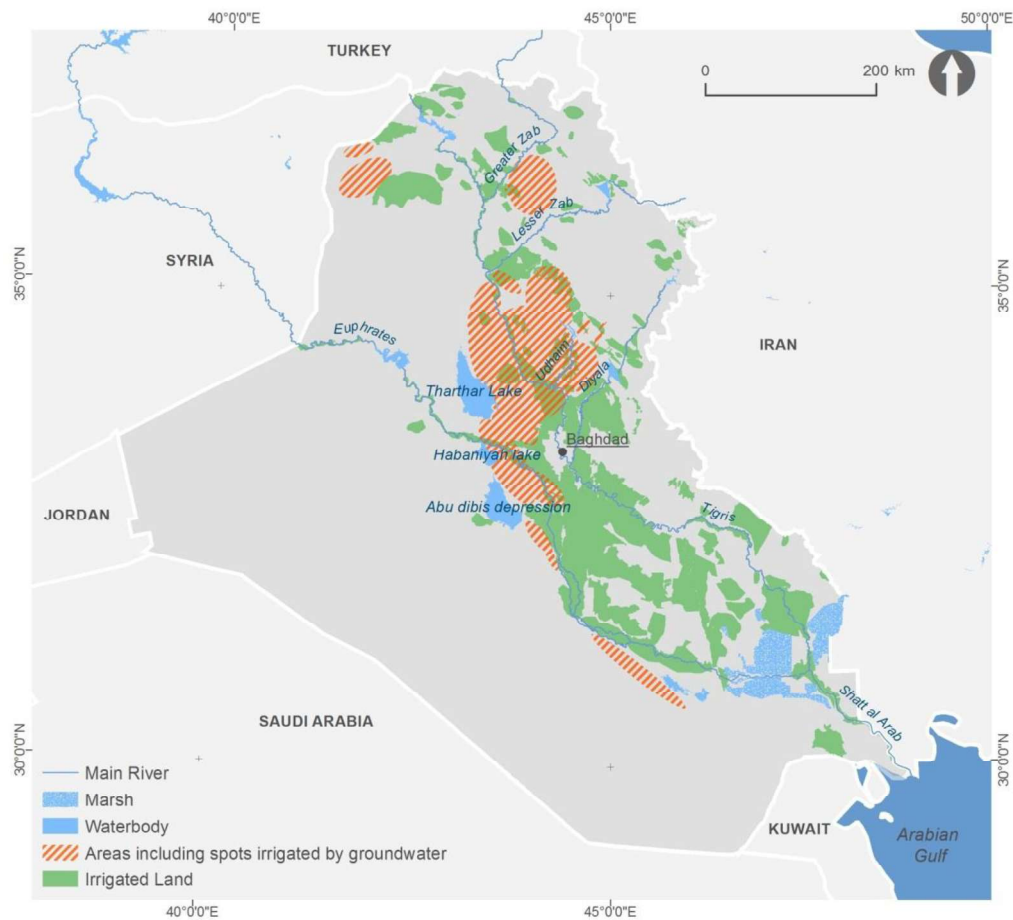 40°0'0"E
45°0'0"E
50°0'0"E
TURKEY
0
200 km
Greater Zab
Lesser Zab
35°0'0"N
35°0'0"N
SYRIA
Euphrates
IRAN
Udhaim
Diyala
Tharthar Lake
Baghdad
Habaniyah lake
Abu dibis depression
JORDAN
Tigris
SAUDI ARABIA
Shatt al Arab
30°0'0"N
30°0'0"N
Main River
Marsh
Waterbody
KUWAIT
Arabian
Gulf
Areas including spots irrigated by groundwater
Irrigated Land
40°0'0"E
45°0'0"E